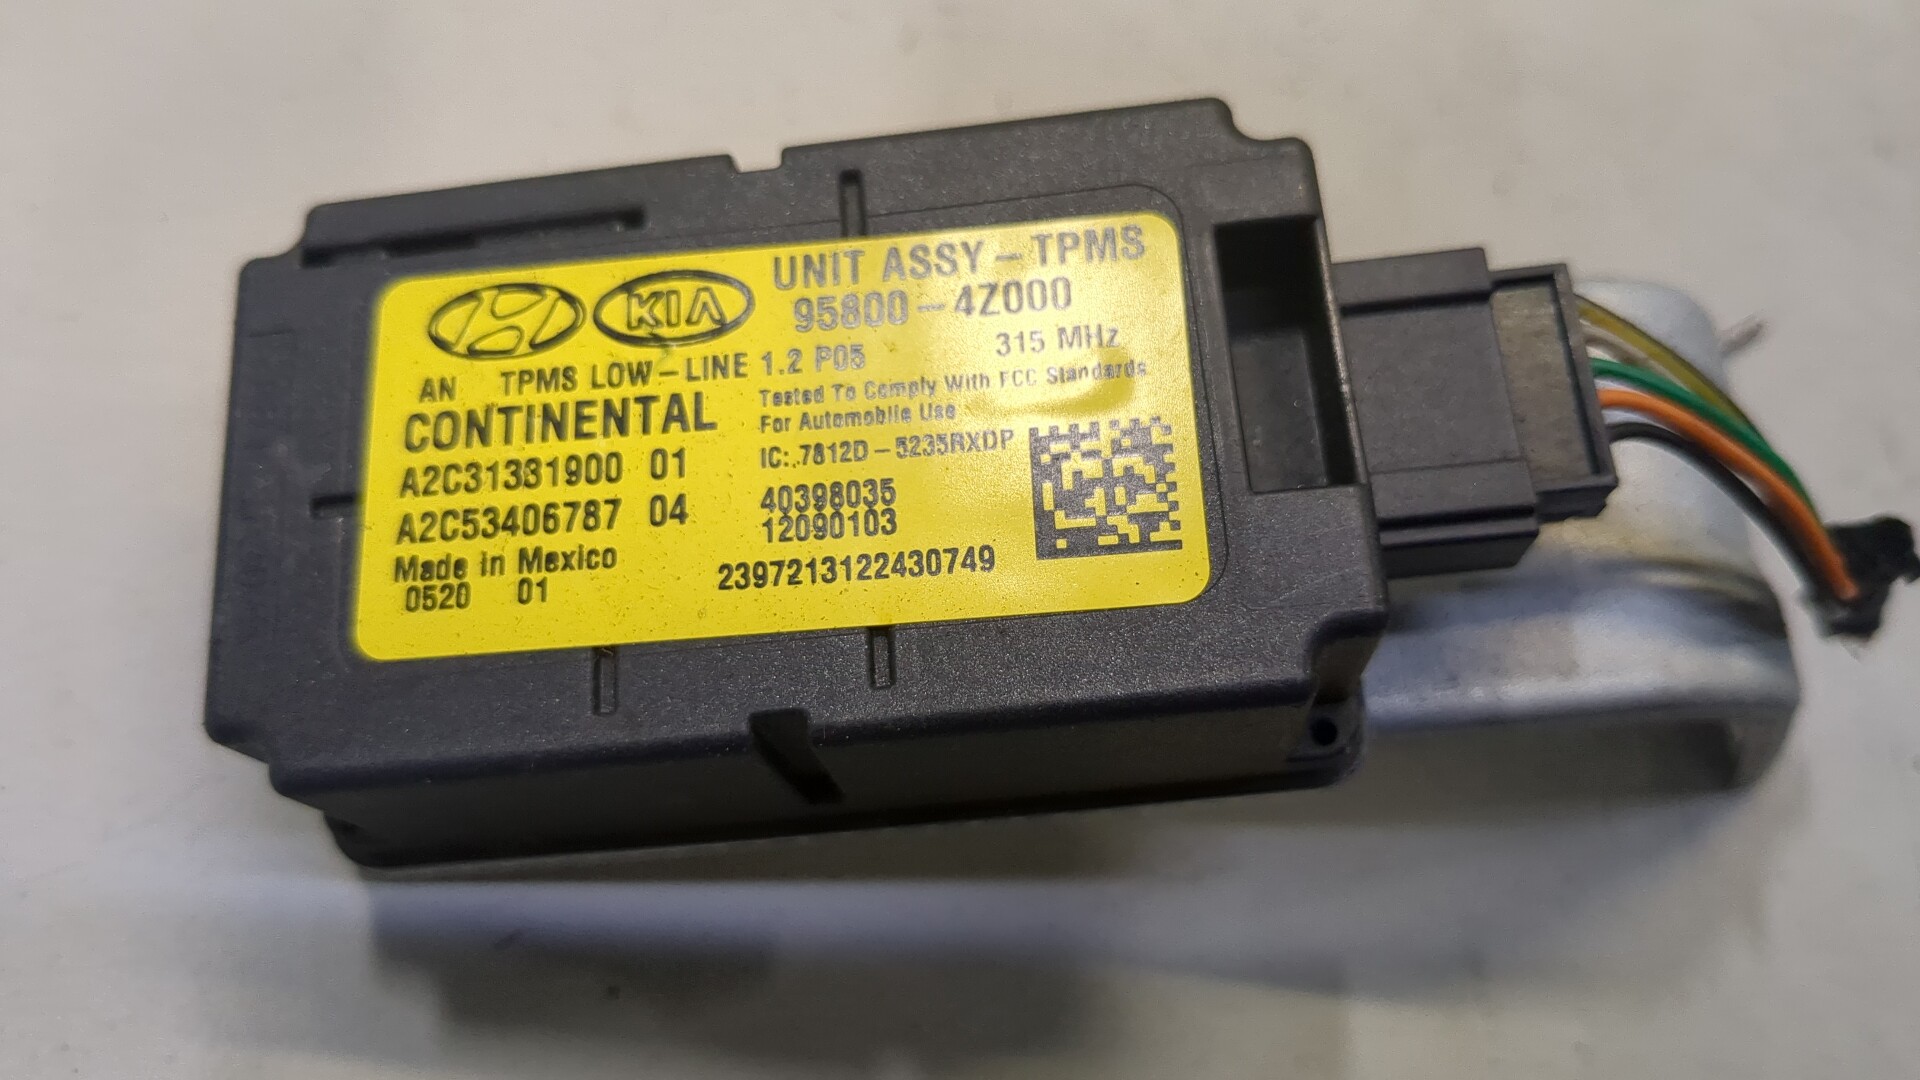 KIA
UNIT ASSY-TPMS
95800-4Z000
315 MHz
AN TPMS LOW-LINE 1.2 P05
CONTINENTAL
Tested To Comply With FCC Standards
For Automobile Use
A2C31331900 01
IC: 7812D-5235RXDP
A2C53406787 04
40398035
12090103
Made in Mexico
0520 01
2397213122430749